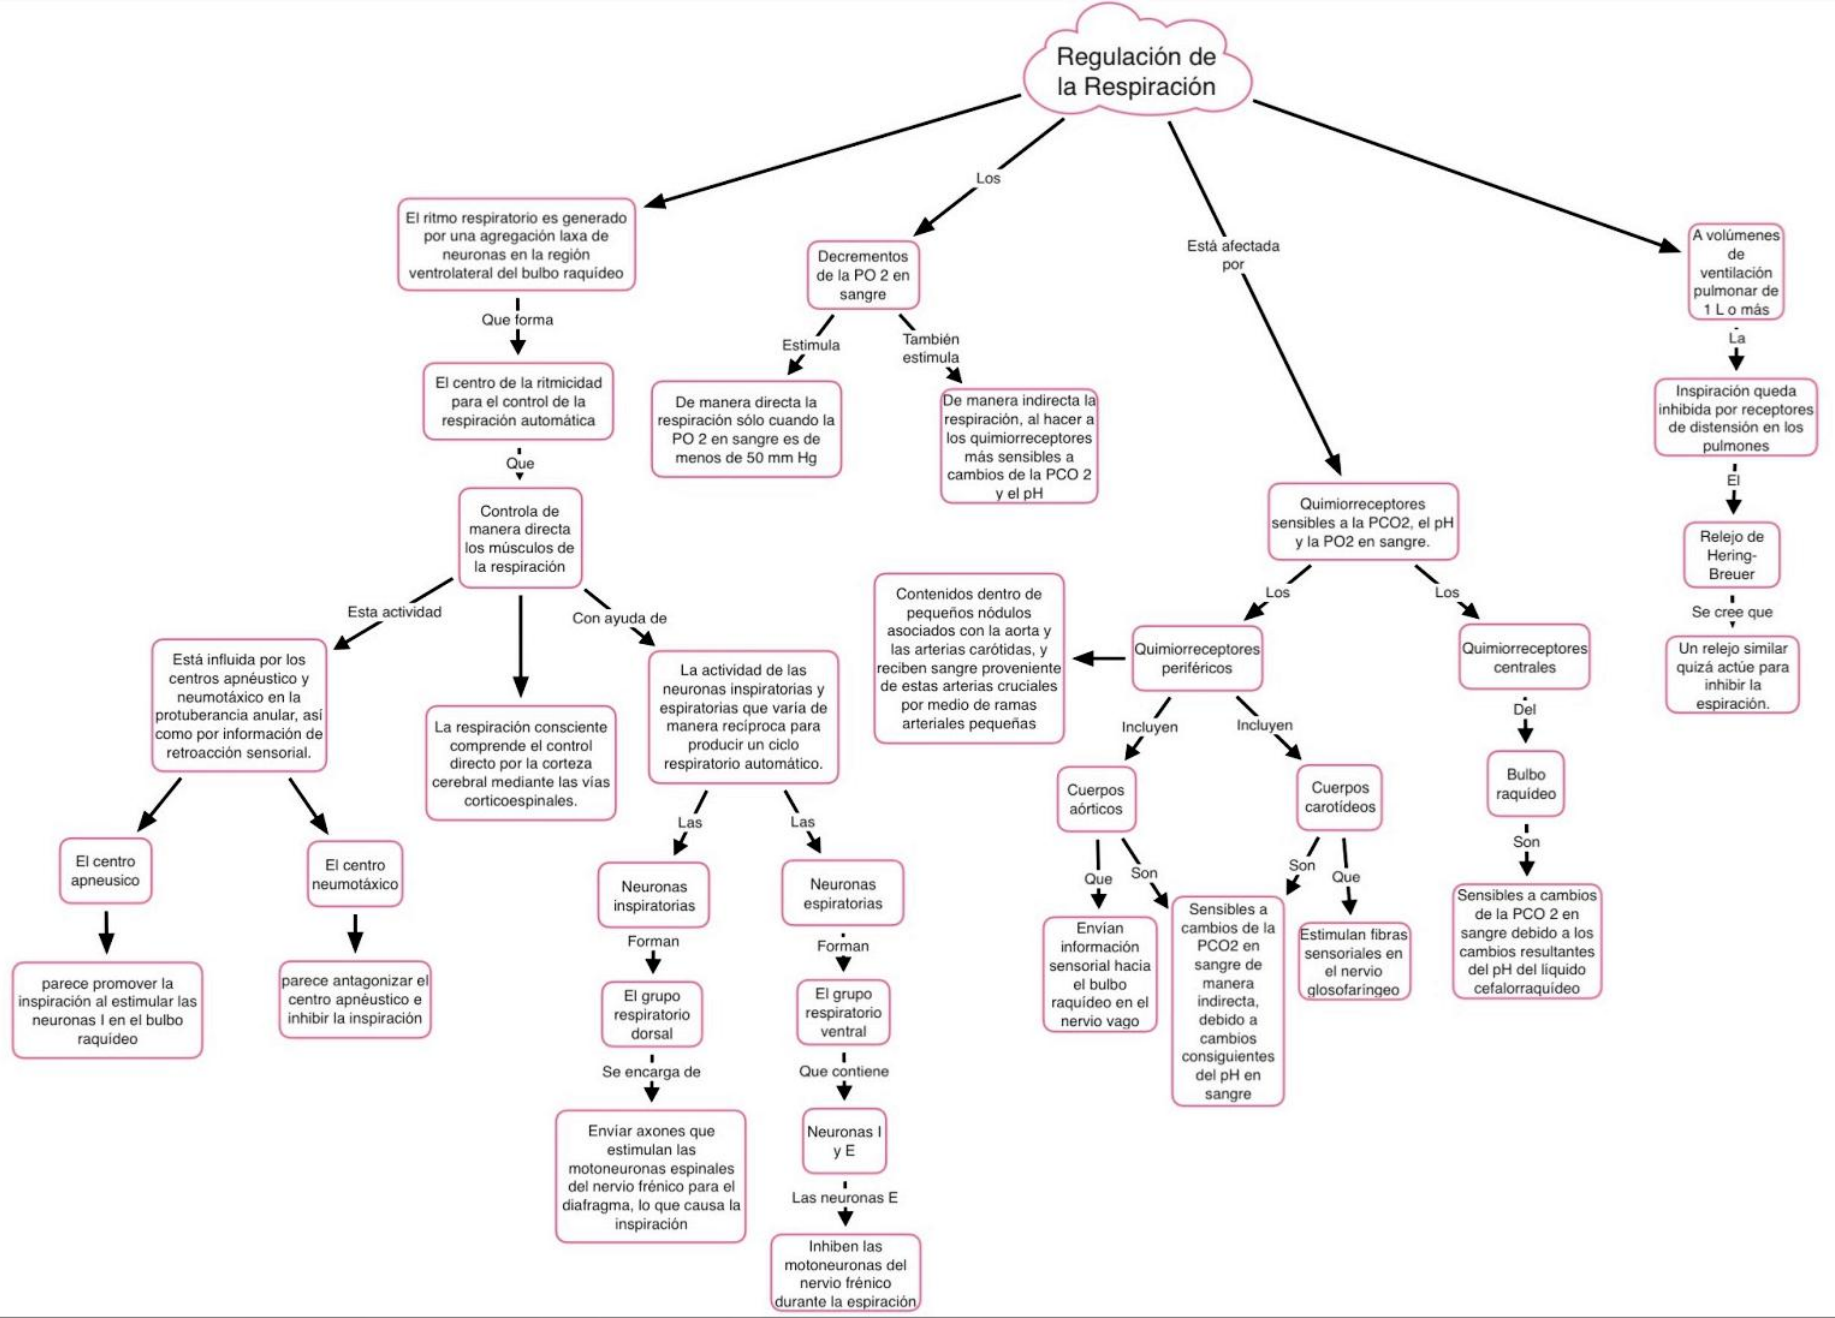 Regulación de
la Respiración
El ritmo respiratorio es generado
por una agregación laxa de
neuronas en la región
ventrolateral del bulbo raquídeo
Que forma
El centro de la ritmicidad
para el control de la
respiración automática
Que
Controla de
manera directa
los músculos de
la respiración
Esta actividad
Está influida por los
centros apnéustico y
neumotáxico en la
protuberancia anular, así
como por información de
retroacción sensorial.
El centro
apneusico
parece promover la
inspiración al estimular las
neuronas I en el bulbo
raquídeo
El centro
neumotáxico
parece antagonizar el
centro apnéustico e
inhibir la inspiración
La respiración consciente
comprende el control
directo por la corteza
cerebral mediante las vías
corticoespinales.
Con ayuda de
La actividad de las
neuronas inspiratorias y
espiratorias que varía de
manera recíproca para
producir un ciclo
respiratorio automático.
Las
Neuronas
inspiratorias
Forman
El grupo
respiratorio
dorsal
Se encarga de
Enviar axones que
estimulan las
motoneuronas espinales
del nervio frénico para el
diafragma, lo que causa la
inspiración
Las
Neuronas
espiratorias
Forman
El grupo
respiratorio
ventral
Que contiene
Neuronas I
y E
Las neuronas E
Inhiben las
motoneuronas del
nervio frénico
durante la espiración
Los
Decrementos
de la PO 2 en
sangre
Estimula
De manera directa la
respiración sólo cuando la
PO 2 en sangre es de
menos de 50 mm Hg
También
estimula
De manera indirecta la
respiración, al hacer a
los quimiorreceptores
más sensibles a
cambios de la PCO 2
y el pH
Está afectada
por
Quimiorreceptores
sensibles a la PCO2, el pH
y la PO2 en sangre.
Los
Quimiorreceptores
periféricos
Contenidos dentro de
pequeños nódulos
asociados con la aorta y
las arterias carótidas, y
reciben sangre proveniente
de estas arterias cruciales
por medio de ramas
arteriales pequeñas
Incluyen
Cuerpos
aórticos
Que
Envían
información
sensorial hacia
el bulbo
raquídeo en el
nervio vago
Son
Sensibles a
cambios de la
PCO2 en
sangre de
manera
indirecta,
debido a
cambios
consiguientes
del pH en
sangre
Incluyen
Cuerpos
carotídeos
Son
Que
Estimulan fibras
sensoriales en
el nervio
glosofaríngeo
Los
Quimiorreceptores
centrales
Del
Bulbo
raquídeo
Son
Sensibles a cambios
de la PCO 2 en
sangre debido a los
cambios resultantes
del pH del líquido
cefalorraquídeo
A volúmenes
de
ventilación
pulmonar de
1 L o más
La
Inspiración queda
inhibida por receptores
de distensión en los
pulmones
El
Relejo de
Hering-
Breuer
Se cree que
Un relejo similar
quizá actúe para
inhibir la
espiración.